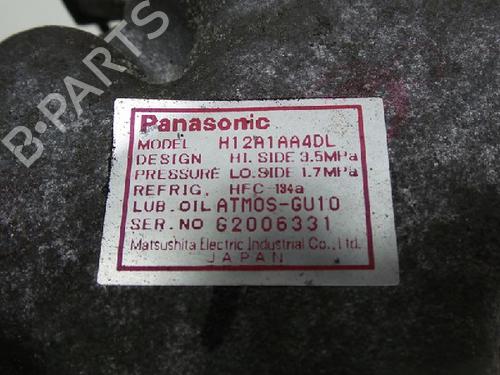 B-PARTS
Panasonic
MODEL H12A1AA4DL
DESIGN HI. SIDE 3.5MPa
PRESSURE LO. SIDE 1.7MPa
REFRIG. HFC-134a
LUB. OIL ATMOS-GU10
SER. NO G2006331
Matsushita Electric Industrial Co., Ltd.
JAPAN